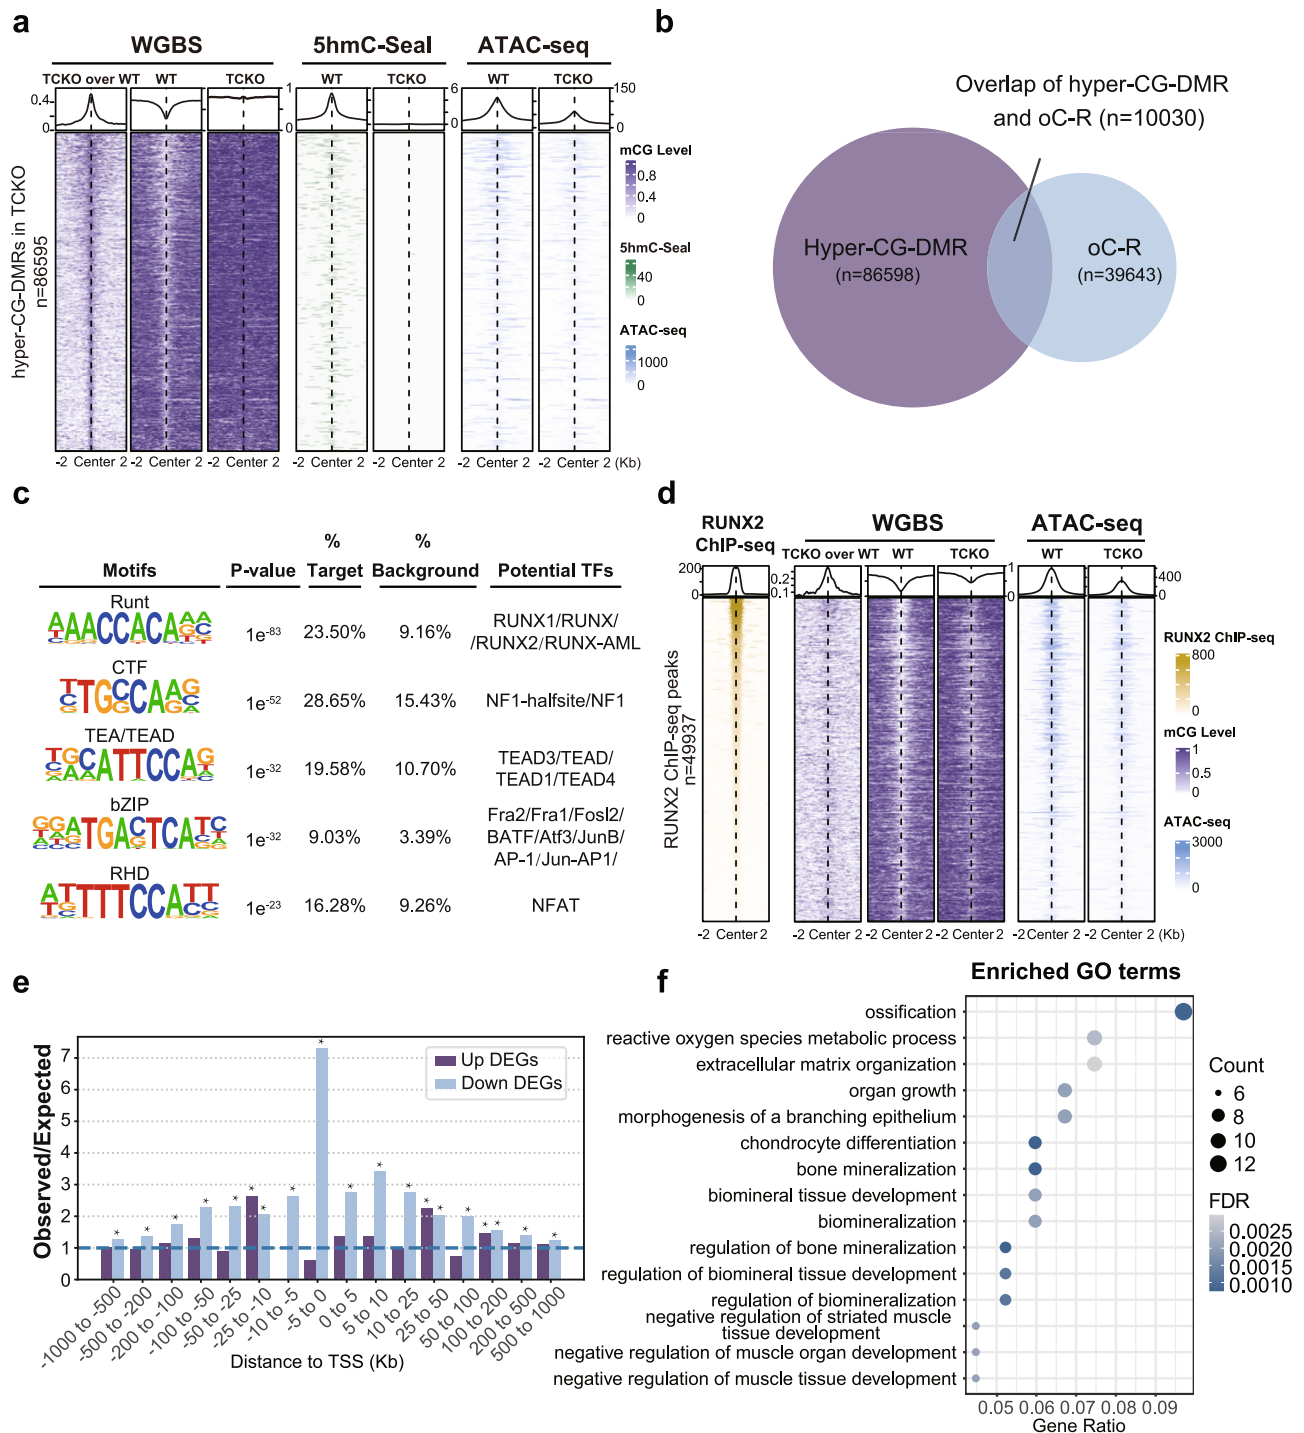 a
WGBS
5hmC-Seal
ATAC-seq
TCKO over WT
WT
TCKO
WT
TCKO
WT
TCKO
0.4
0
1
0
6
0
150
100
50
0
hyper-CG-DMRs in TCKO
n=86595
mCG Level
0.8
0.4
0
5hmC-Seal
40
0
ATAC-seq
1000
0
-2 Center 2
-2 Center 2
-2 Center 2
-2 Center 2
-2 Center 2
-2 Center 2
-2 Center 2 (Kb)
b
Overlap of hyper-CG-DMR
and oC-R (n=10030)
Hyper-CG-DMR
(n=86598)
oC-R
(n=39643)
c
Motifs
P-value
% Target
% Background
Potential TFs
Runt
AAACCACAAA
1e-83
23.50%
9.16%
RUNX1/RUNX/
/RUNX2/RUNX-AML
CTF
1e-52
28.65%
15.43%
NF1-halfsite/NF1
TEA/TEAD
1e-32
19.58%
10.70%
TEAD3/TEAD/
TEAD1/TEAD4
bZIP
1e-32
9.03%
3.39%
Fra2/Fra1/Fosl2/
BATF/Atf3/JunB/
AP-1/Jun-AP1/
RHD
1e-23
16.28%
9.26%
NFAT
d
RUNX2
ChIP-seq
WGBS
ATAC-seq
TCKO over WT
WT
TCKO
WT
TCKO
200
0
0.2
0.1
1
0
400
0
RUNX2 ChIP-seq peaks
n=49937
RUNX2 ChIP-seq
800
0
mCG Level
1
0.5
0
ATAC-seq
3000
0
-2 Center 2
-2 Center 2
-2 Center 2
-2 Center 2
-2 Center 2
-2 Center 2 (Kb)
e
Observed/Expected
7
6
5
4
3
2
1
0
Up DEGs
Down DEGs
-1000 to -500
-500 to -200
-200 to -100
-100 to -50
-50 to -25
-25 to -10
-10 to -5
-5 to 0
0 to 5
5 to 10
10 to 25
25 to 50
50 to 100
100 to 200
200 to 500
500 to 1000
Distance to TSS (Kb)
f
Enriched GO terms
ossification
reactive oxygen species metabolic process
extracellular matrix organization
organ growth
morphogenesis of a branching epithelium
chondrocyte differentiation
bone mineralization
biomineral tissue development
biomineralization
regulation of bone mineralization
regulation of biomineral tissue development
regulation of biomineralization
negative regulation of striated muscle
tissue development
negative regulation of muscle organ development
negative regulation of muscle tissue development
0.05 0.06 0.07 0.08 0.09
Gene Ratio
Count
6
8
10
12
FDR
0.0025
0.0020
0.0015
0.0010